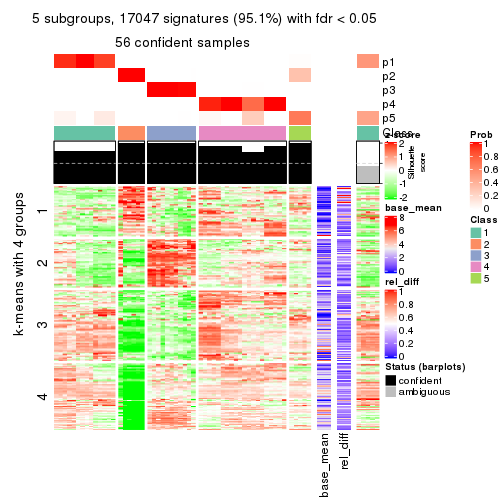 5 subgroups, 17047 signatures (95.1%) with fdr < 0.05
56 confident samples
p1
p2
p3
p4
p5
Class
Silhouette
score
k-means with 4 groups
1
2
3
4
base_mean
rel_diff
z-score
2
1
0
-1
-2
base_mean
8
6
4
2
0
rel_diff
1
0.8
0.6
0.4
0.2
0
Status (barplots)
confident
ambiguous
Prob
1
0.8
0.6
0.4
0.2
0
Class
1
2
3
4
5